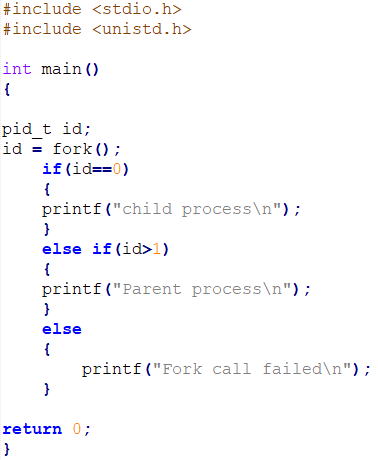 #include <stdio.h>
#include <unistd.h>
int main()
{
pid_t id;
id = fork();
if(id==0)
{
printf("child process\n");
}
else if(id>1)
{
printf("Parent process\n");
}
else
{
printf("Fork call failed\n");
}
return 0;
}